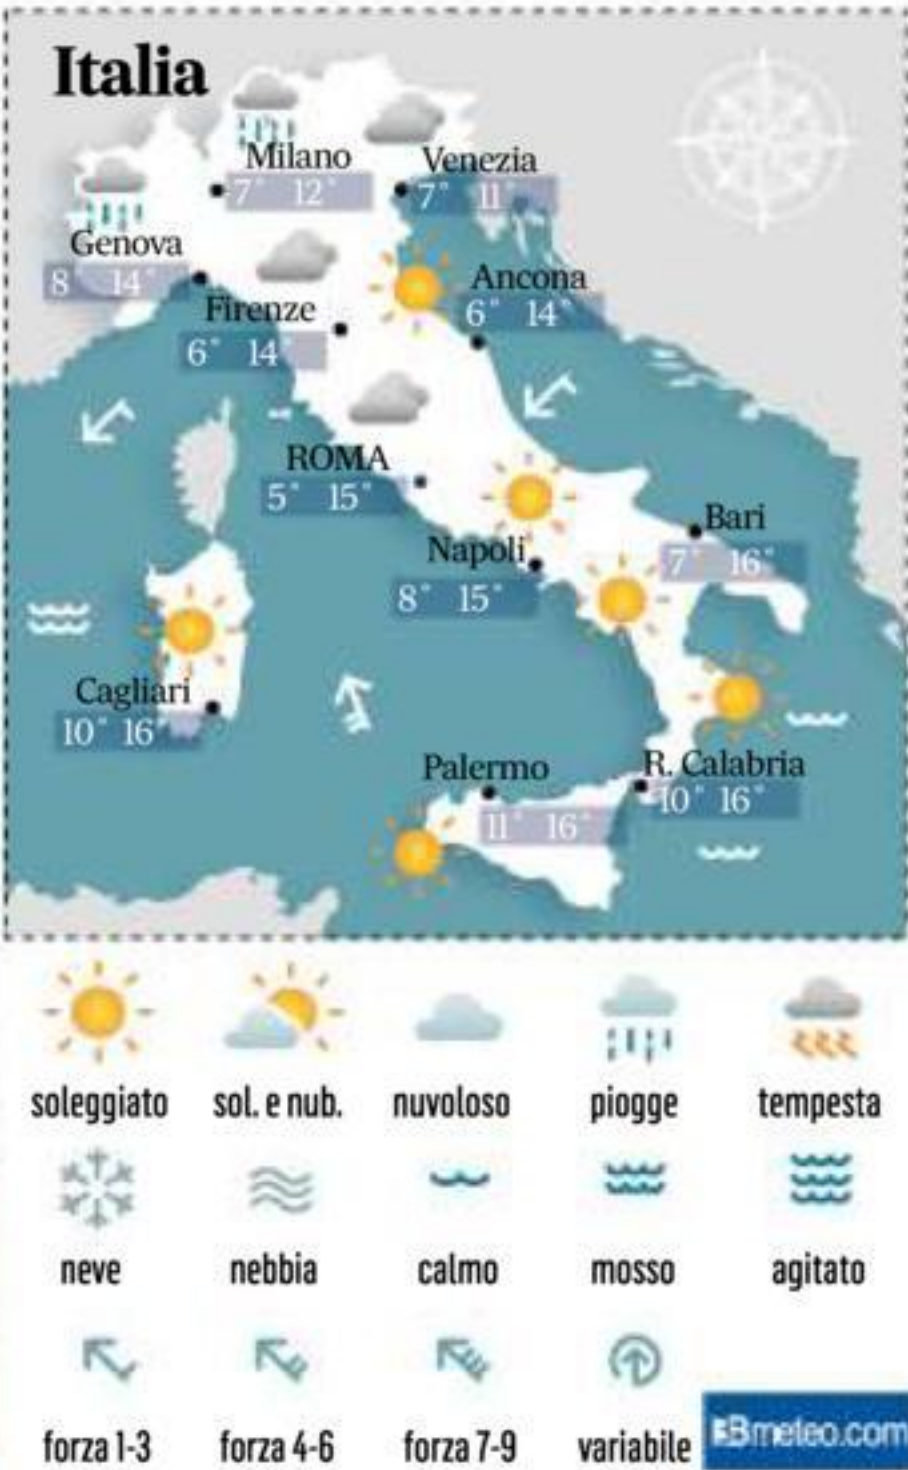 Italia
Milano
7° 12°
Venezia
7° 11°
Genova
8 14°
Ancona
6° 14°
Firenze
6° 14
ROMA
5° 15°
Bari
7° 16°
Napoli
8° 15°
Cagliari
10° 16°
Palermo
11° 16°
R. Calabria
10° 16°
soleggiato sol. e nub. nuvoloso piogge tempesta
neve nebbia calmo mosso agitato
forza 1-3 forza 4-6 forza 7-9 variabile
3Bmeteo.com